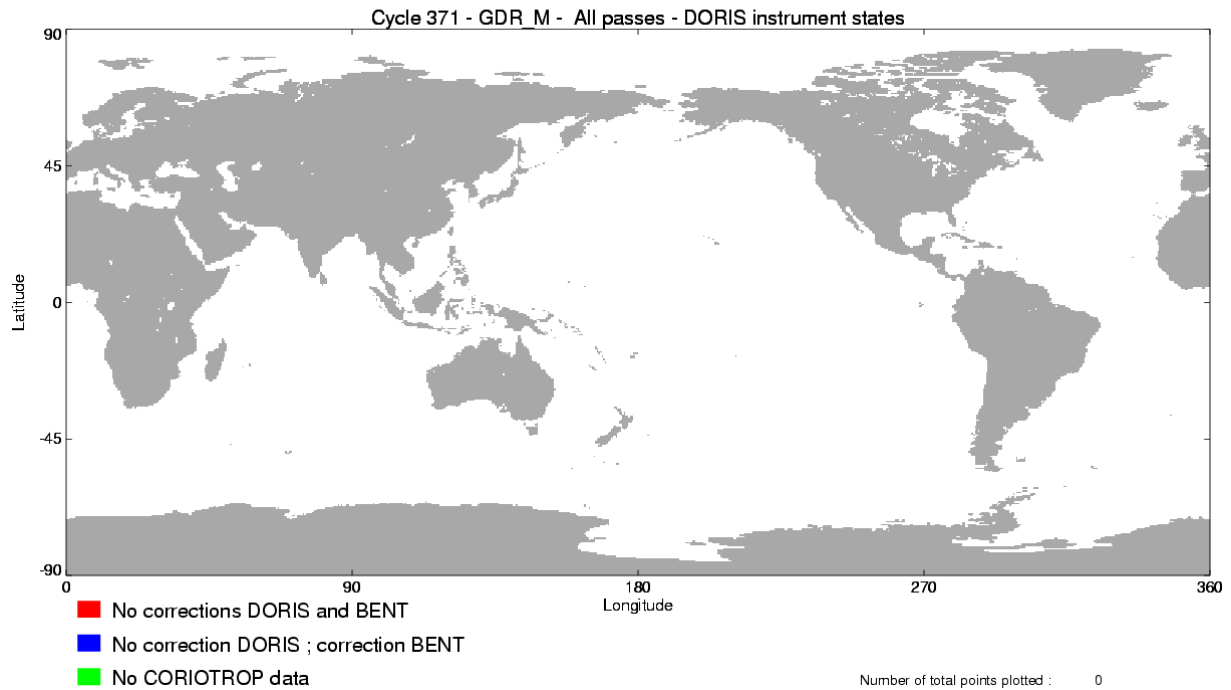 Cycle 371 - GDR_M - All passes - DORIS instrument states
90
45
0
-45
-90
Latitude
0 90 180 270 360
Longitude
No corrections DORIS and BENT
No correction DORIS ; correction BENT
No CORIOTROP data
Number of total points plotted : 0